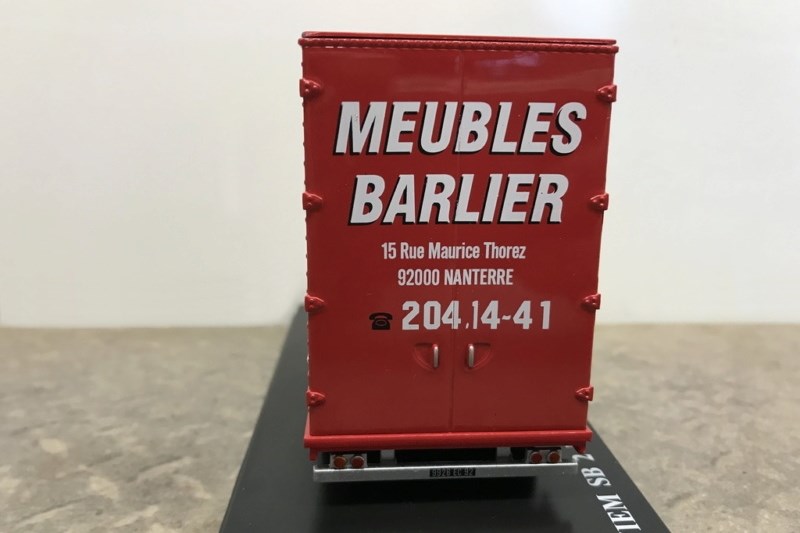 MEUBLES
BARLIER
15 Rue Maurice Thorez
92000 NANTERRE
204.14-41